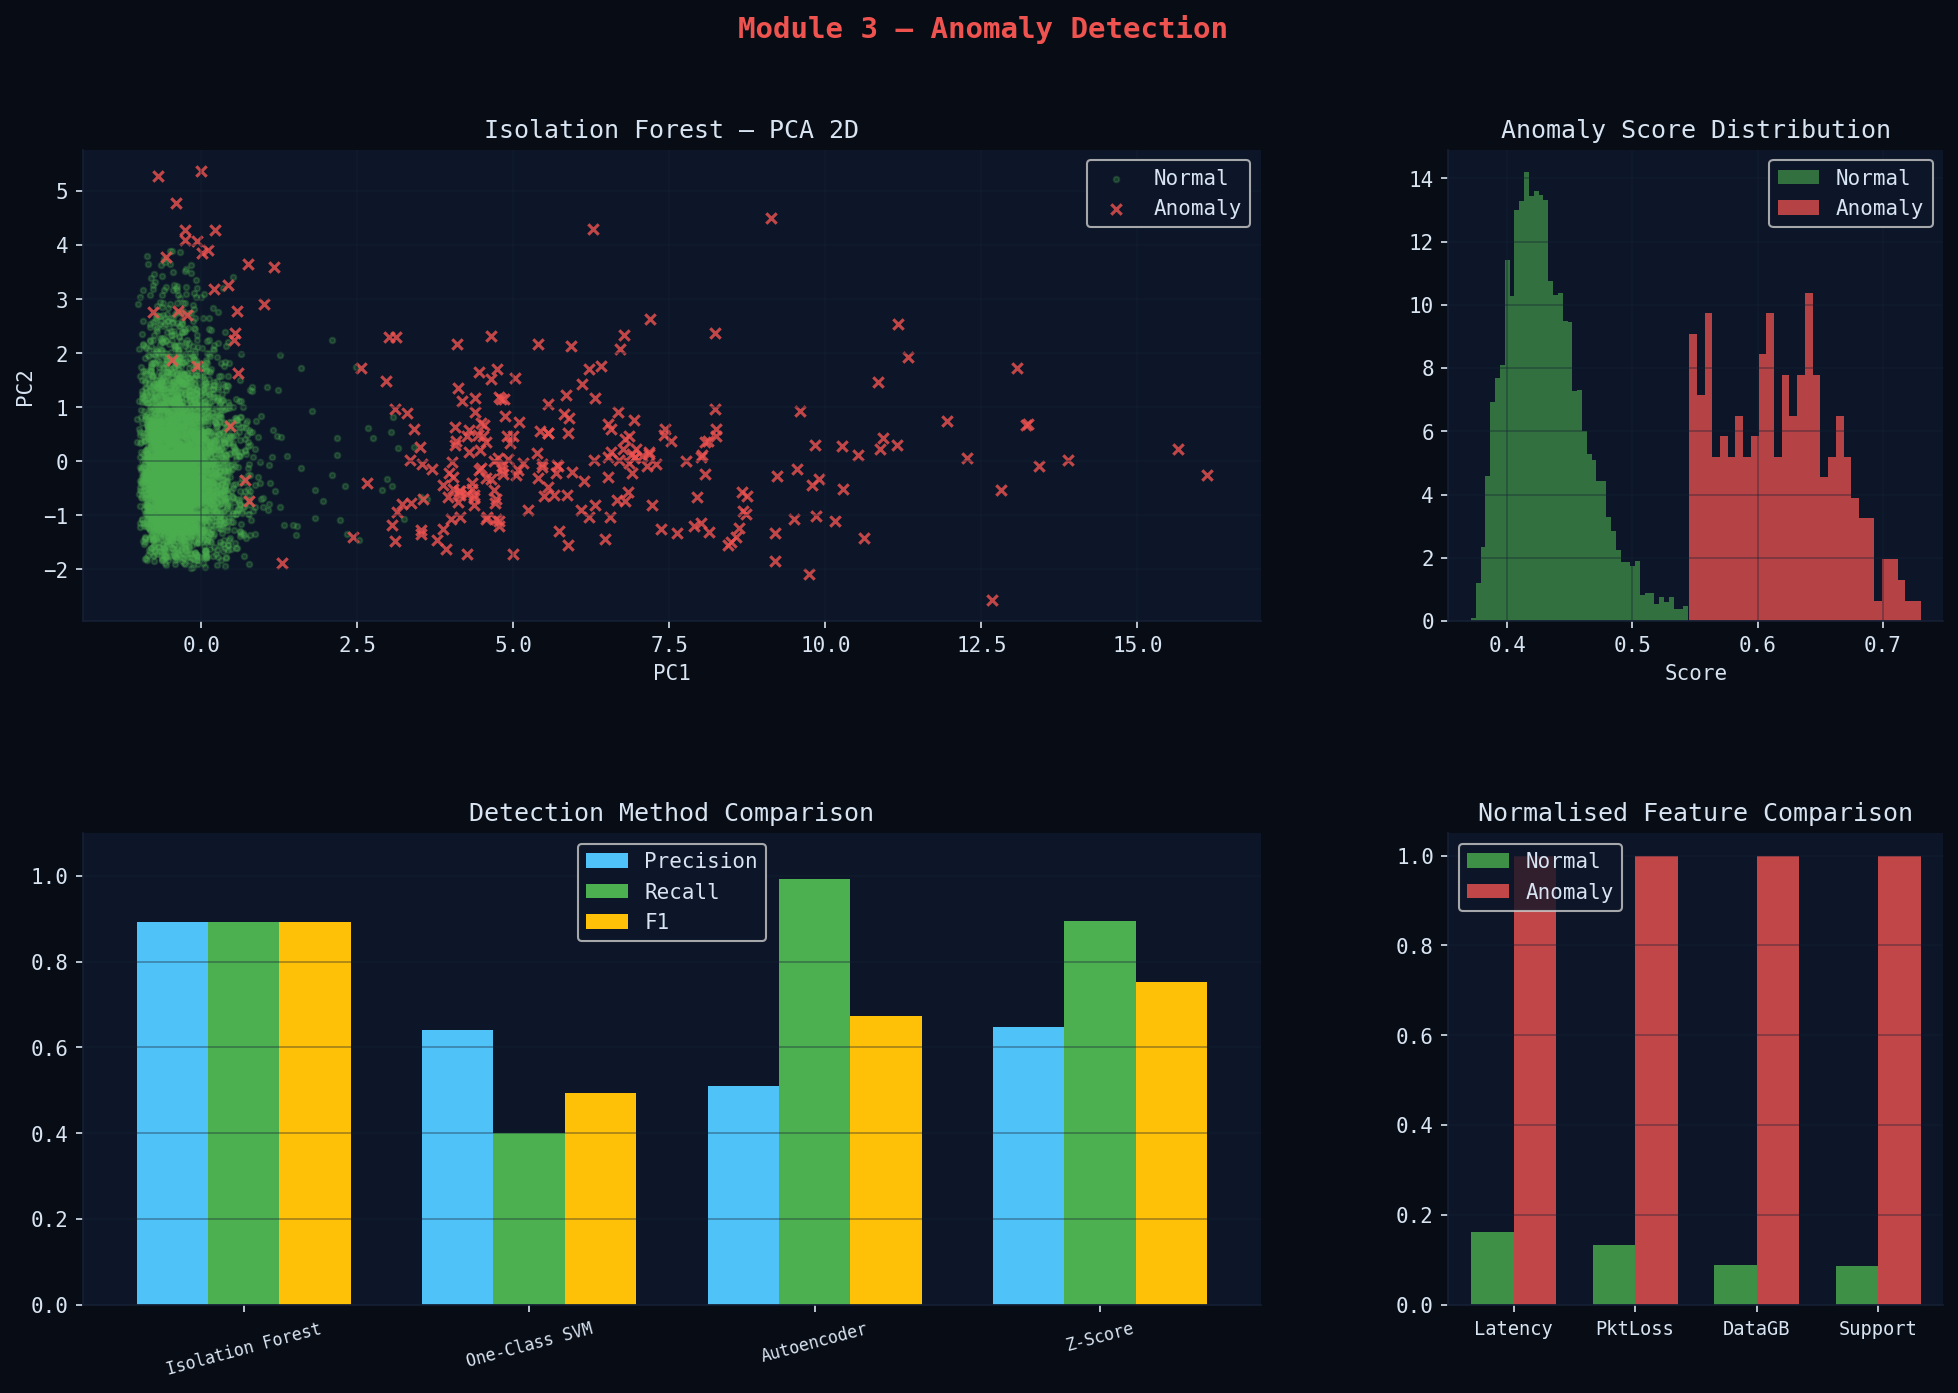 Module 3 — Anomaly Detection
Isolation Forest — PCA 2D
Normal
Anomaly
PC2
5
4
3
2
1
0
−1
−2
0.0 2.5 5.0 7.5 10.0 12.5 15.0
PC1
Anomaly Score Distribution
Normal
Anomaly
14
12
10
8
6
4
2
0
0.4 0.5 0.6 0.7
Score
Detection Method Comparison
Precision
Recall
F1
1.0
0.8
0.6
0.4
0.2
0.0
Isolation Forest
One-Class SVM
Autoencoder
Z-Score
Normalised Feature Comparison
Normal
Anomaly
1.0
0.8
0.6
0.4
0.2
0.0
Latency PktLoss DataGB Support